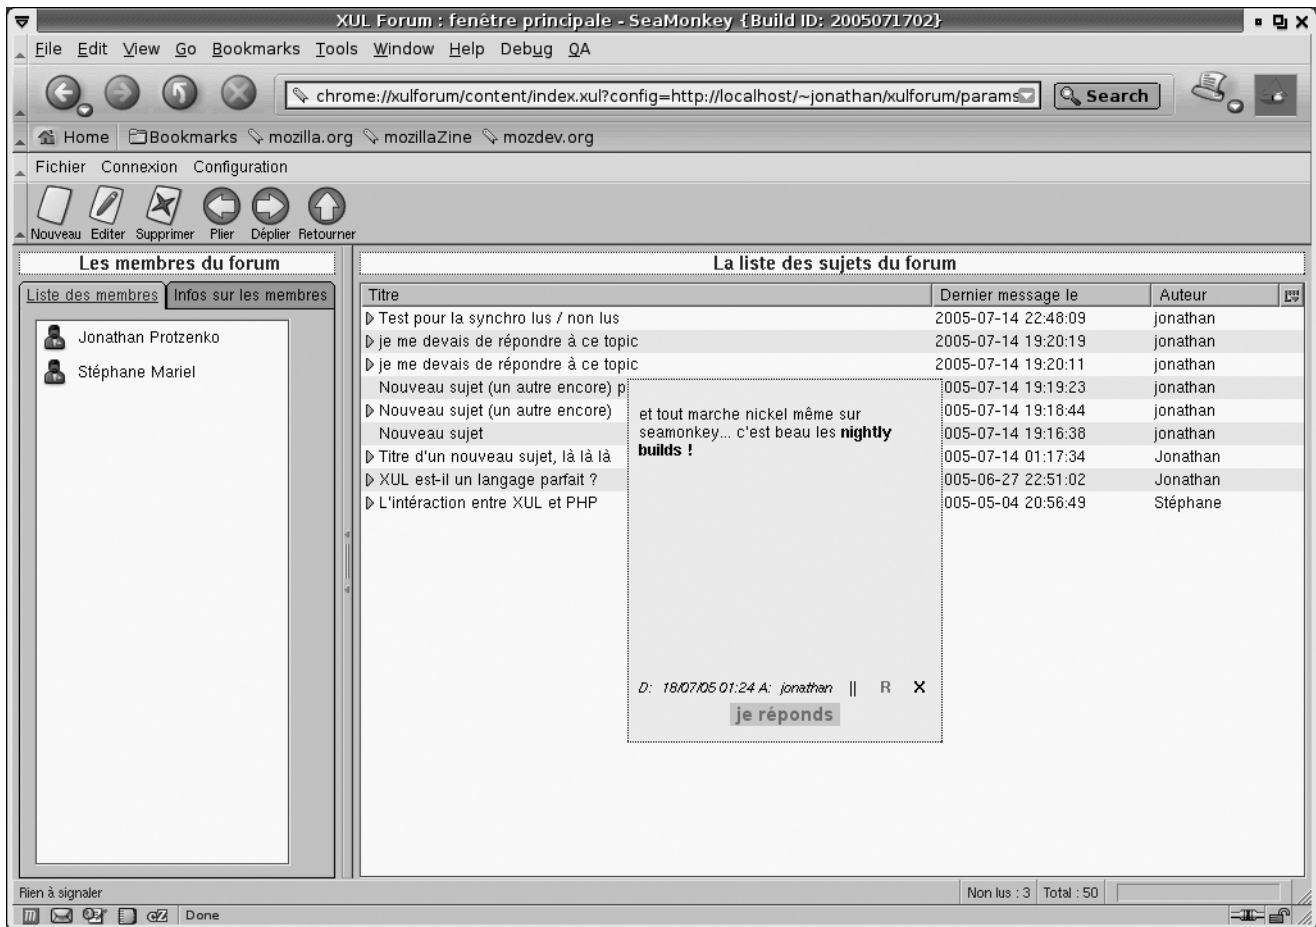 XUL Forum : fenêtre principale - SeaMonkey {Build ID: 2005071702}
File Edit View Go Bookmarks Tools Window Help Debug QA
chrome://xulforum/content/index.xul?config=http://localhost/~jonathan/xulforum/params Search
Home Bookmarks mozilla.org mozillaZine mozdev.org
Fichier Connexion Configuration
Nouveau Editer Supprimer Plier Déplier Retourner
Les membres du forum
Liste des membres Infos sur les membres
Jonathan Protzenko
Stéphane Mariel
La liste des sujets du forum
Titre Dernier message le Auteur
Test pour la synchro lus / non lus 2005-07-14 22:48:09 jonathan
je me devais de répondre à ce topic 2005-07-14 19:20:19 jonathan
je me devais de répondre à ce topic 2005-07-14 19:20:11 jonathan
Nouveau sujet (un autre encore) p 005-07-14 19:19:23 jonathan
Nouveau sujet (un autre encore) 005-07-14 19:18:44 jonathan
Nouveau sujet 005-07-14 19:16:38 jonathan
Titre d'un nouveau sujet, là là là 005-07-14 01:17:34 Jonathan
XUL est-il un langage parfait ? 005-06-27 22:51:02 Jonathan
L'intéraction entre XUL et PHP 005-05-04 20:56:49 Stéphane
et tout marche nickel même sur
seamonkey... c'est beau les nightly
builds !
D: 18/07/05 01:24 A: jonathan || R X
je réponds
Rien à signaler Non lus : 3 Total : 50
Done